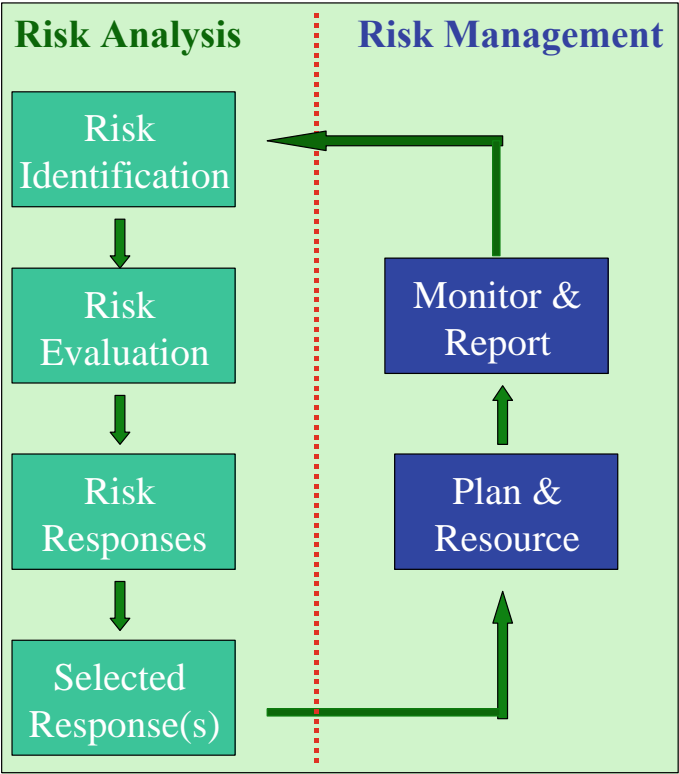 Risk Analysis
Risk Management
Risk
Identification
Risk
Evaluation
Risk
Responses
Selected
Response(s)
Monitor &
Report
Plan &
Resource